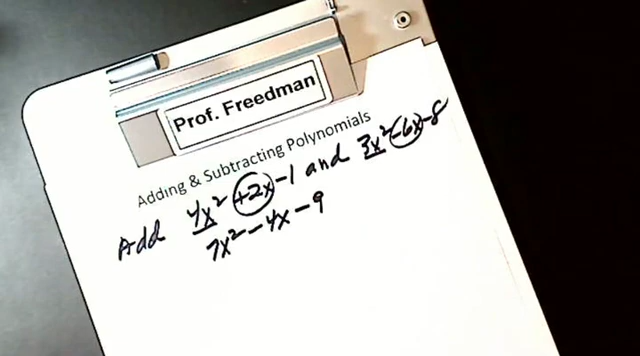 Prof. Freedman
Adding & Subtracting Polynomials
Add 4x² +2x -1 and 3x² -6x -8
7x² - 4x - 9